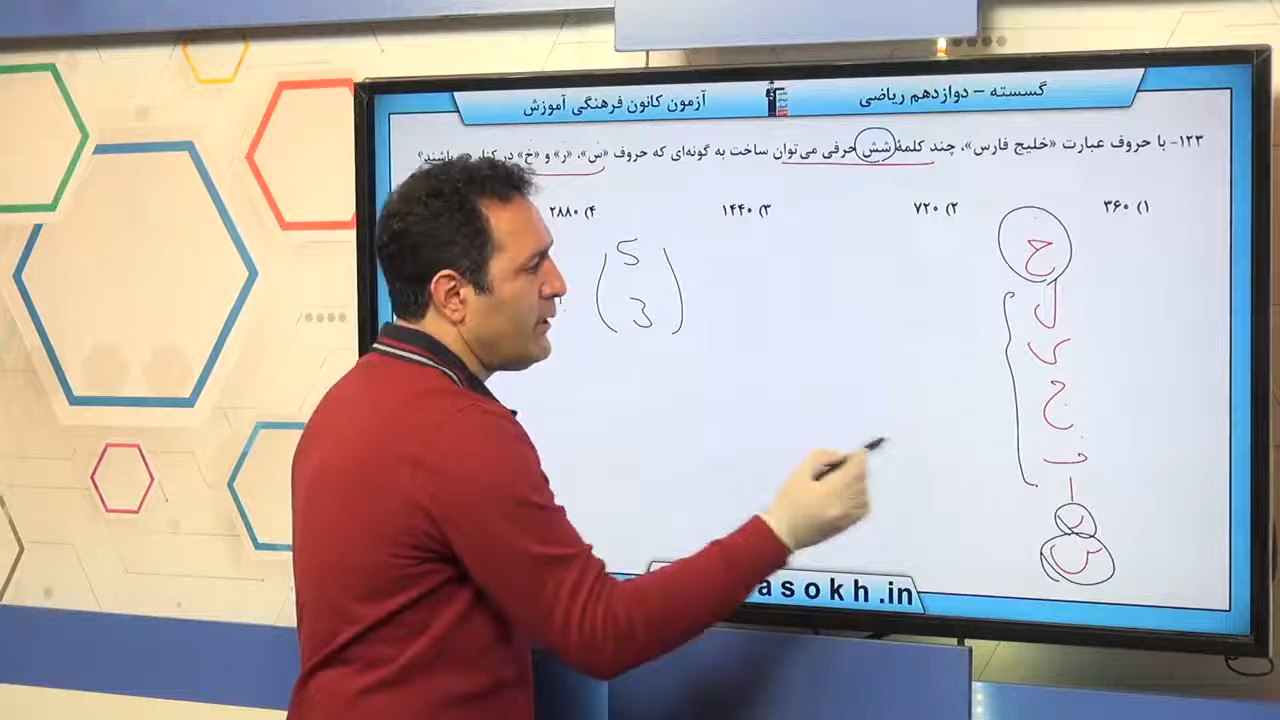 گسسته – دوازدهم ریاضی
آزمون کانون فرهنگی آموزش
۱۲۳- با حروف عبارت «خلیج فارس»، چند کلمهٔ شش حرفی می‌توان ساخت به گونه‌ای که حروف «س»، «ر» و «خ» در کنار هم باشند؟
۱) ۳۶۰
۲) ۷۲۰
۳) ۱۴۴۰
۴) ۲۸۸۰
خ
ل
ی
ج
ف
ا
ر
س
5
3
asokh.in